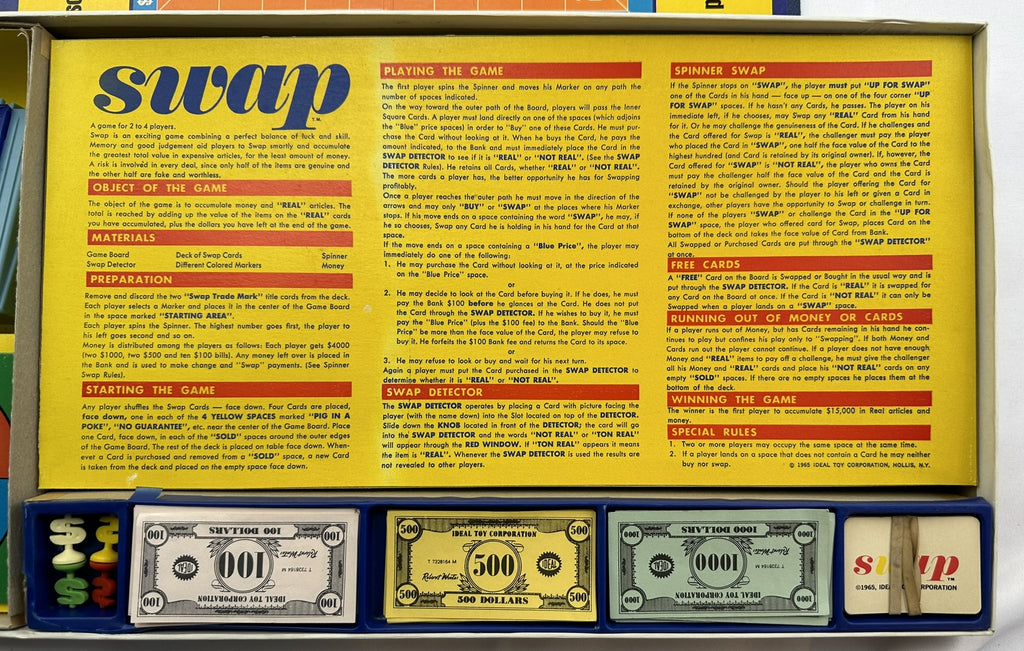 swap
T.M.
A game for 2 to 4 players.
Swap is an exciting game combining a perfect balance of luck and skill.
Memory and good judgement aid players to Swap smartly and accumulate
the greatest total value in expensive articles, for the least amount of money.
A risk is involved in every deal, since only half of the items are genuine and
the other half are fake and worthless.
OBJECT OF THE GAME
The object of the game is to accumulate money and "REAL" articles. The
total is reached by adding up the value of the items on the "REAL" cards
you have accumulated, plus the dollars you have left at the end of the game.
MATERIALS
Game Board Deck of Swap Cards Spinner
Swap Detector Different Colored Markers Money
PREPARATION
Remove and discard the two "Swap Trade Mark" title cards from the deck.
Each player selects a Marker and places it in the center of the Game Board
in the space marked "STARTING AREA".
Each player spins the Spinner. The highest number goes first, the player to
his left goes second and so on.
Money is distributed among the players as follows: Each player gets $4000
(two $1000, two $500 and ten $100 bills). Any money left over is placed in
the Bank and is used to make change and "Swap" payments. (See Spinner
Swap Rules).
STARTING THE GAME
Any player shuffles the Swap Cards — face down. Four Cards are placed,
face down, one in each of the 4 YELLOW SPACES marked "PIG IN A
POKE", "NO GUARANTEE", etc. near the center of the Game Board. Place
One Card, face down, in each of the "SOLD" spaces around the outer edges
of the Game Board. The rest of the deck is placed on table face down. When-
ever a Card is purchased and removed from a "SOLD" space, a new Card
is taken from the deck and placed on the empty space face down.
PLAYING THE GAME
The first player spins the Spinner and moves his Marker on any path the
number of spaces indicated.
On the way toward the outer path of the Board, players will pass the Inner
Square Cards. A player must land directly on one of the spaces (which adjoins
the "Blue" price spaces) in order to "Buy" one of these Cards. He must pur-
chase the Card without looking at it. When he buys the Card, he pays the
amount indicated, to the Bank and must immediately place the Card in the
SWAP DETECTOR to see if it is "REAL" or "NOT REAL". (See the SWAP
DETECTOR Rules). He retains all Cards, whether "REAL" or "NOT REAL".
The more cards a player has, the better opportunity he has for Swapping
profitably.
Once a player reaches the outer path he must move in the direction of the
arrows and may only "BUY" or "SWAP" at the places where his Marker
stops. If his move ends on a space containing the word "SWAP", he may, if
he so chooses, Swap any Card he is holding in his hand for the Card at that
space.
If the move ends on a space containing a "Blue Price", the player may
immediately do one of the following:
1. He may purchase the Card without looking at it, at the price indicated
on the "Blue Price" space.
or
2. He may decide to look at the Card before buying it. If he does, he must
pay the Bank $100 before he glances at the Card. He does not put
the Card through the SWAP DETECTOR. If he wishes to buy it, he must
pay the "Blue Price" (plus the $100 fee) to the Bank. Should the "Blue
Price" be more than the face value of the Card, the player may refuse to
buy it. He forfeits the $100 Bank fee and returns the Card to its space.
or
3. He may refuse to look or buy and wait for his next turn.
Again a player must put the Card purchased in the SWAP DETECTOR to
determine whether it is "REAL" or "NOT REAL".
SWAP DETECTOR
The SWAP DETECTOR operates by placing a Card with picture facing the
player (with the name down) into the Slot located on top of the DETECTOR.
Slide down the KNOB located in front of the DETECTOR; the card will go
into the SWAP DETECTOR and the words "NOT REAL" or "TON REAL"
will appear through the RED WINDOW. If "TON REAL" appears it means
the item is "REAL". Whenever the SWAP DETECTOR is used the results are
not revealed to other players.
SPINNER SWAP
If the Spinner stops on "SWAP", the player must put "UP FOR SWAP"
one of the Cards in his hand — face up — on one of the four corner "UP
FOR SWAP" spaces. If he hasn't any Cards, he passes. The player on his
immediate left, if he chooses, may Swap any "REAL" Card from his hand
for it. Or he may challenge the genuineness of the Card. If he challenges and
the Card offered for Swap is "REAL", the challenger must pay the player
who placed the Card in "SWAP", one half the face value of the Card to the
highest hundred (and Card is retained by its original owner). If, however, the
Card offered for "SWAP" is "NOT REAL", the player who owns the Card
must pay the challenger half the face value of the Card and the Card is
retained by the original owner. Should the player offering the Card for
"SWAP" not be challenged by the player to his left or given a Card in
exchange, other players have the opportunity to Swap or challenge in turn.
If none of the players "SWAP" or challenge the Card in the "UP FOR
SWAP" space, the player who offered card for Swap, places Card on the
bottom of the deck and takes the face value of Card from Bank.
All Swapped or Purchased Cards are put through the "SWAP DETECTOR"
at once.
FREE CARDS
A "FREE" Card on the Board is Swapped or Bought in the usual way and is
put through the SWAP DETECTOR. If the Card is "REAL" it is swapped for
any Card on the Board at once. If the Card is "NOT REAL" it can only be
Swapped when a player lands on a "SWAP" space.
RUNNING OUT OF MONEY OR CARDS
If a player runs out of Money, but has Cards remaining in his hand he con-
tinues to play but confines his play only to "Swapping". If both Money and
Cards run out the player cannot continue. If a player does not have enough
Money and "REAL" items to pay off a challenge, he must give the challenger
all his Money and "REAL" cards and place his "NOT REAL" cards on any
empty "SOLD" spaces. If there are no empty spaces he places them at the
bottom of the deck.
WINNING THE GAME
The winner is the first player to accumulate $15,000 in Real articles and
money.
SPECIAL RULES
1. Two or more players may occupy the same space at the same time.
2. If a player lands on a space that does not contain a Card he may neither
buy nor swap.
© 1965 IDEAL TOY CORPORATION, HOLLIS, N.Y.
100 DOLLARS
100
IDEAL
T 7328164 M
Robert Waite
IDEAL TOY CORPORATION
500
T 7328164 M
Robert Waite
IDEAL
500 DOLLARS
1000 DOLLARS
1000
IDEAL
T 7328164 M
Robert Waite
IDEAL TOY CORPORATION
swap
T.M.
©1965, IDEAL CORPORATION